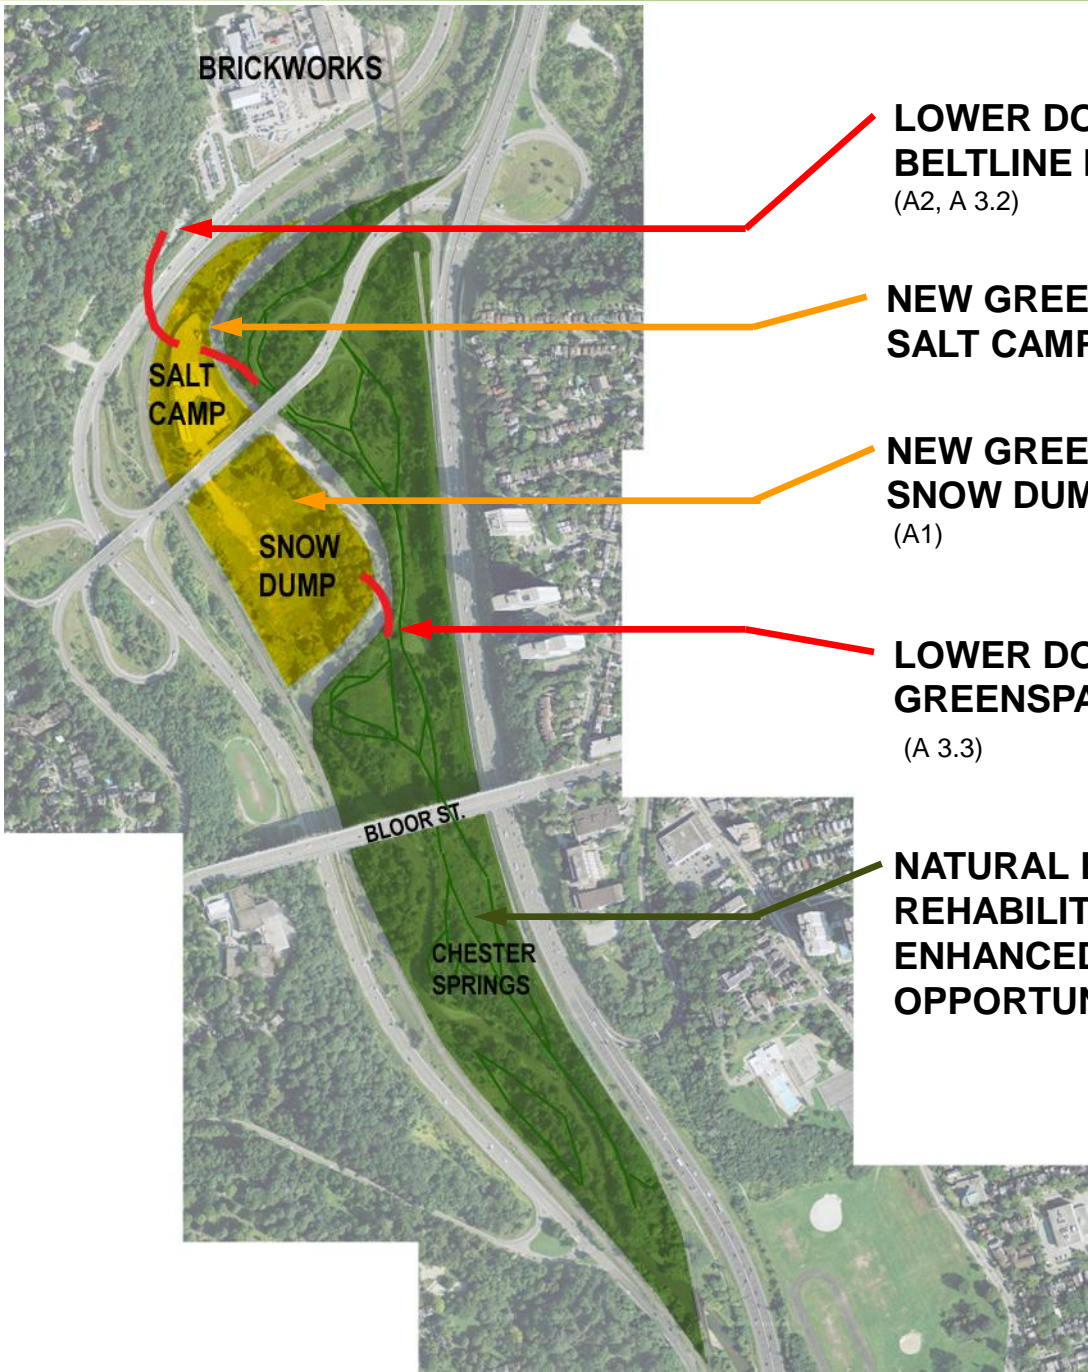 BRICKWORKS
LOWER DO
BELTLINE
(A2, A 3.2)
NEW GREE
SALT CAMP
SALT
CAMP
NEW GREE
SNOW DUM
(A1)
SNOW
DUMP
LOWER DO
GREENSPA
(A 3.3)
BLOOR ST.
NATURAL
REHABILIT
ENHANCED
OPPORTUN
CHESTER
SPRINGS